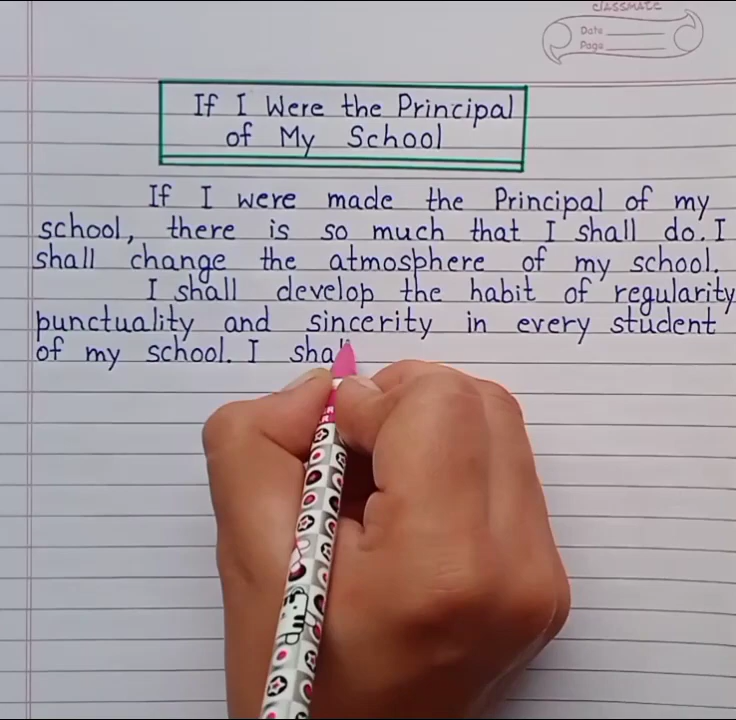 CLASSMATE
Date
Page
If I Were the Principal
of My School
If I were made the Principal of my
school, there is so much that I shall do. I
shall change the atmosphere of my school.
I shall develop the habit of regularity
punctuality and sincerity in every student
of my school. I shal